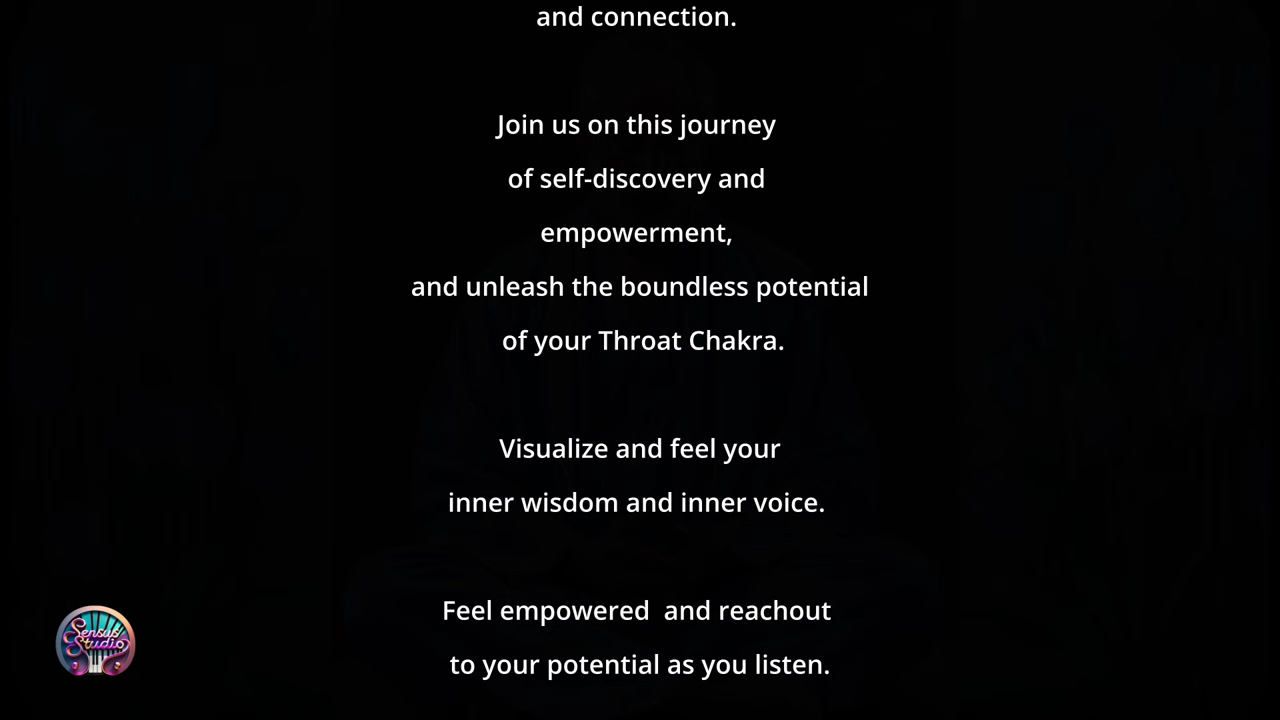 and connection.
Join us on this journey
of self-discovery and
empowerment,
and unleash the boundless potential
of your Throat Chakra.
Visualize and feel your
inner wisdom and inner voice.
Feel empowered  and reachout
to your potential as you listen.
Sensus
Studio